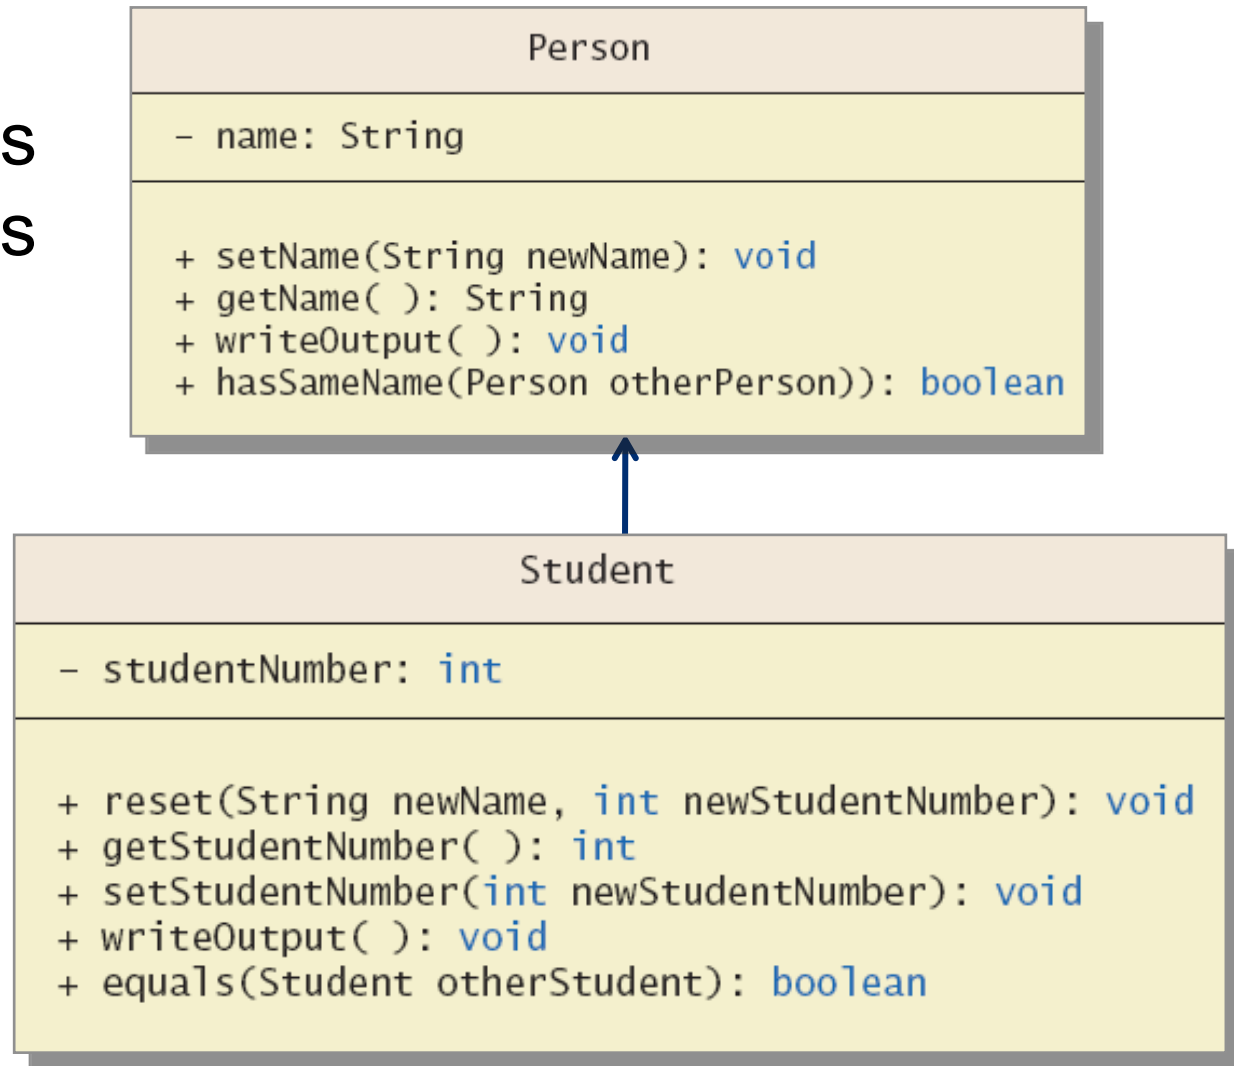 Person
s
– name: String
s
+ setName(String newName): void
+ getName( ): String
+ writeOutput( ): void
+ hasSameName(Person otherPerson)): boolean
Student
– studentNumber: int
+ reset(String newName, int newStudentNumber): void
+ getStudentNumber( ): int
+ setStudentNumber(int newStudentNumber): void
+ writeOutput( ): void
+ equals(Student otherStudent): boolean